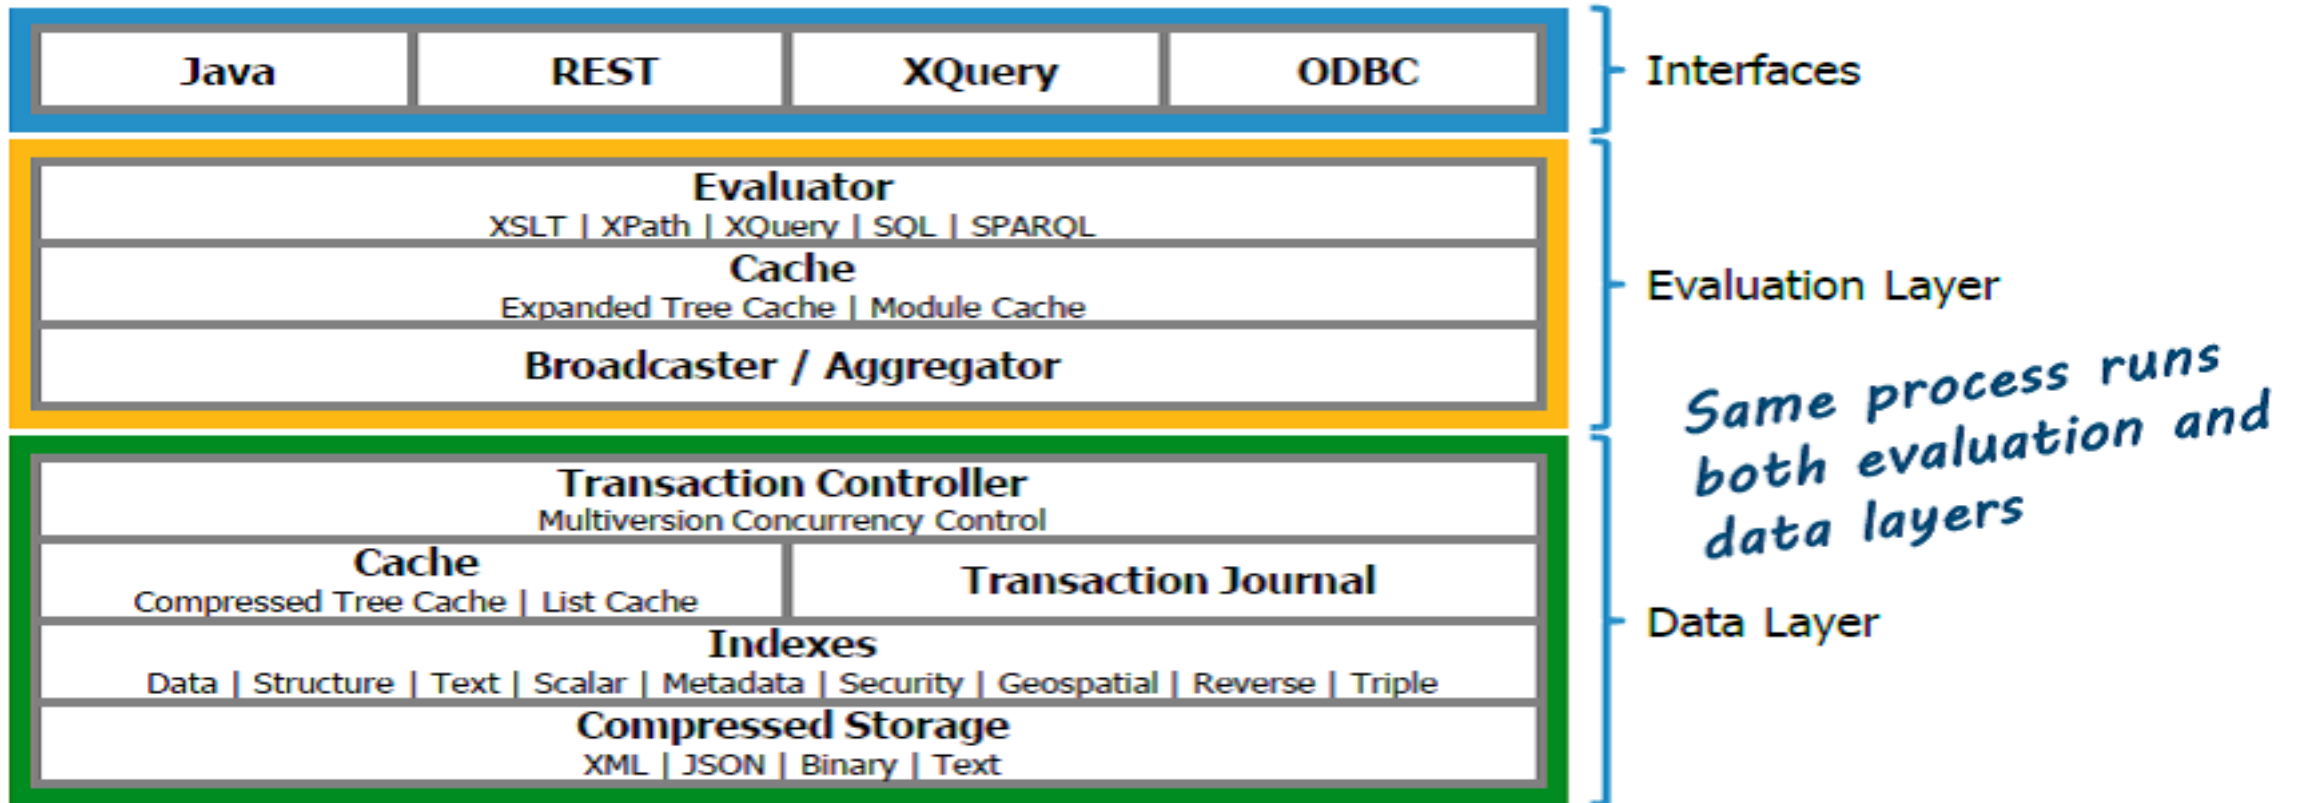 Java
REST
XQuery
ODBC
Interfaces
Evaluator
XSLT | XPath | XQuery | SQL | SPARQL
Cache
Expanded Tree Cache | Module Cache
Broadcaster / Aggregator
Evaluation Layer
Same process runs
both evaluation and
data layers
Transaction Controller
Multiversion Concurrency Control
Cache
Compressed Tree Cache | List Cache
Transaction Journal
Indexes
Data | Structure | Text | Scalar | Metadata | Security | Geospatial | Reverse | Triple
Compressed Storage
XML | JSON | Binary | Text
Data Layer